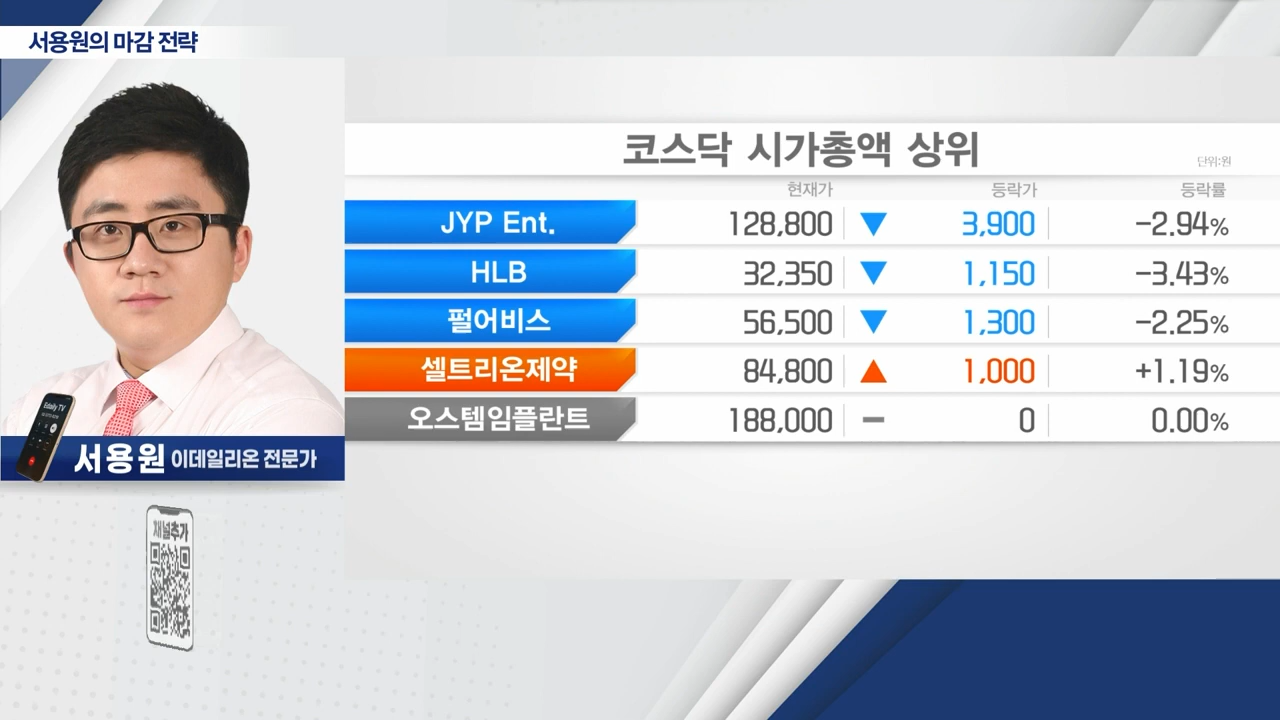 서용원의 마감 전략
코스닥 시가총액 상위
단위:원
현재가 등락가 등락률
JYP Ent. 128,800 ▼ 3,900 -2.94%
HLB 32,350 ▼ 1,150 -3.43%
펄어비스 56,500 ▼ 1,300 -2.25%
셀트리온제약 84,800 ▲ 1,000 +1.19%
오스템임플란트 188,000 - 0 0.00%
Edaily TV
서용원 이데일리온 전문가
채널추가